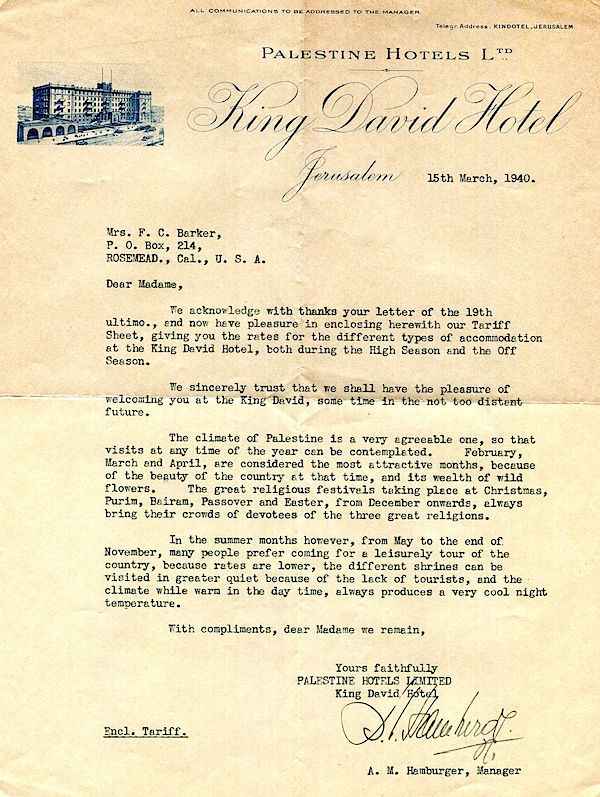 ALL COMMUNICATIONS TO BE ADDRESSED TO THE MANAGER.
Telegr. Address: KINDOTEL, JERUSALEM
PALESTINE HOTELS LTD
King David Hotel
Jerusalem 15th March, 1940.
Mrs. F. C. Barker,
P. O. Box, 214,
ROSEMEAD., Cal., U. S. A.
Dear Madame,
We acknowledge with thanks your letter of the 19th
ultimo., and now have pleasure in enclosing herewith our Tariff
Sheet, giving you the rates for the different types of accommodation
at the King David Hotel, both during the High Season and the Off
Season.
We sincerely trust that we shall have the pleasure of
welcoming you at the King David, some time in the not too distant
future.
The climate of Palestine is a very agreeable one, so that
visits at any time of the year can be contemplated. February,
March and April, are considered the most attractive months, because
of the beauty of the country at that time, and its wealth of wild
flowers. The great religious festivals taking place at Christmas,
Purim, Bairam, Passover and Easter, from December onwards, always
bring their crowds of devotees of the three great religions.
In the summer months however, from May to the end of
November, many people prefer coming for a leisurely tour of the
country, because rates are lower, the different shrines can be
visited in greater quiet because of the lack of tourists, and the
climate while warm in the day time, always produces a very cool night
temperature.
With compliments, dear Madame we remain,
Yours faithfully
PALESTINE HOTELS LIMITED
King David Hotel
Encl. Tariff.
A. M. Hamburger, Manager